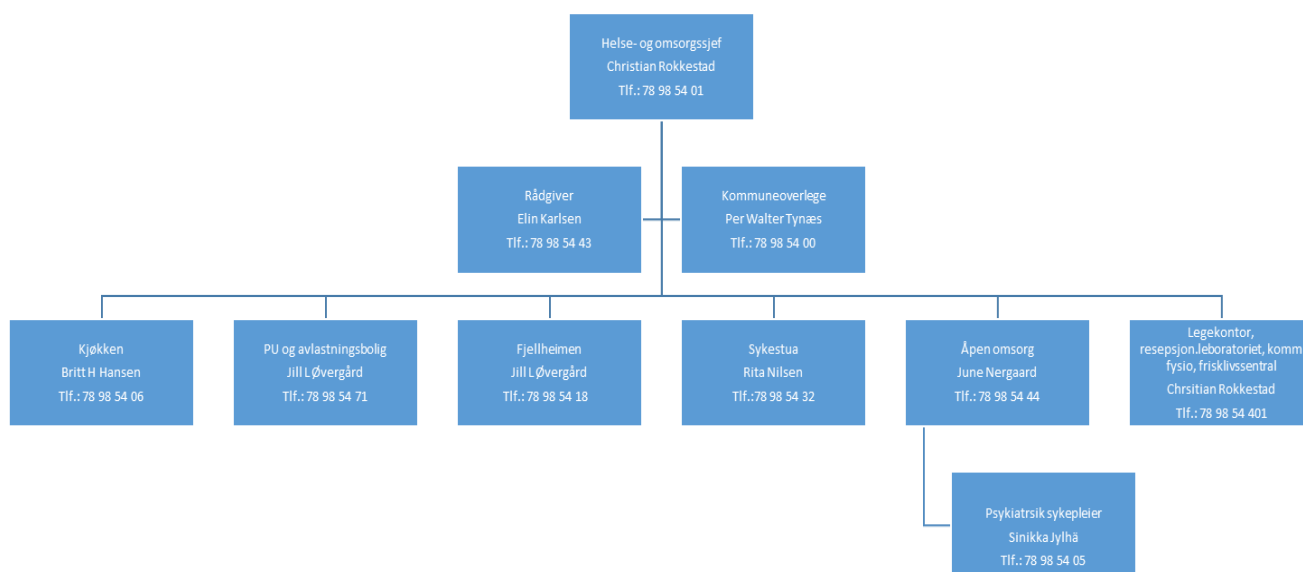 Helse- og omsorgssjef
Christian Rokkestad
Tlf.: 78 98 54 01
Rådgiver
Elin Karlsen
Tlf.: 78 98 54 43
Kommuneoverlege
Per Walter Tynæs
Tlf.: 78 98 54 00
Kjøkken
Britt H Hansen
Tlf.: 78 98 54 06
PU og avlastningsbolig
Jill L Øvergård
Tlf.: 78 98 54 71
Fjellheimen
Jill L Øvergård
Tlf.: 78 98 54 18
Sykestua
Rita Nilsen
Tlf.:78 98 54 32
Åpen omsorg
June Nergaard
Tlf.: 78 98 54 44
Legekontor,
resepsjon.leboratoriet, komm
fysio, frisklivssentral
Chrsitian Rokkestad
Tlf.: 78 98 54 401
Psykiatrsik sykepleier
Sinikka Jylhä
Tlf.: 78 98 54 05